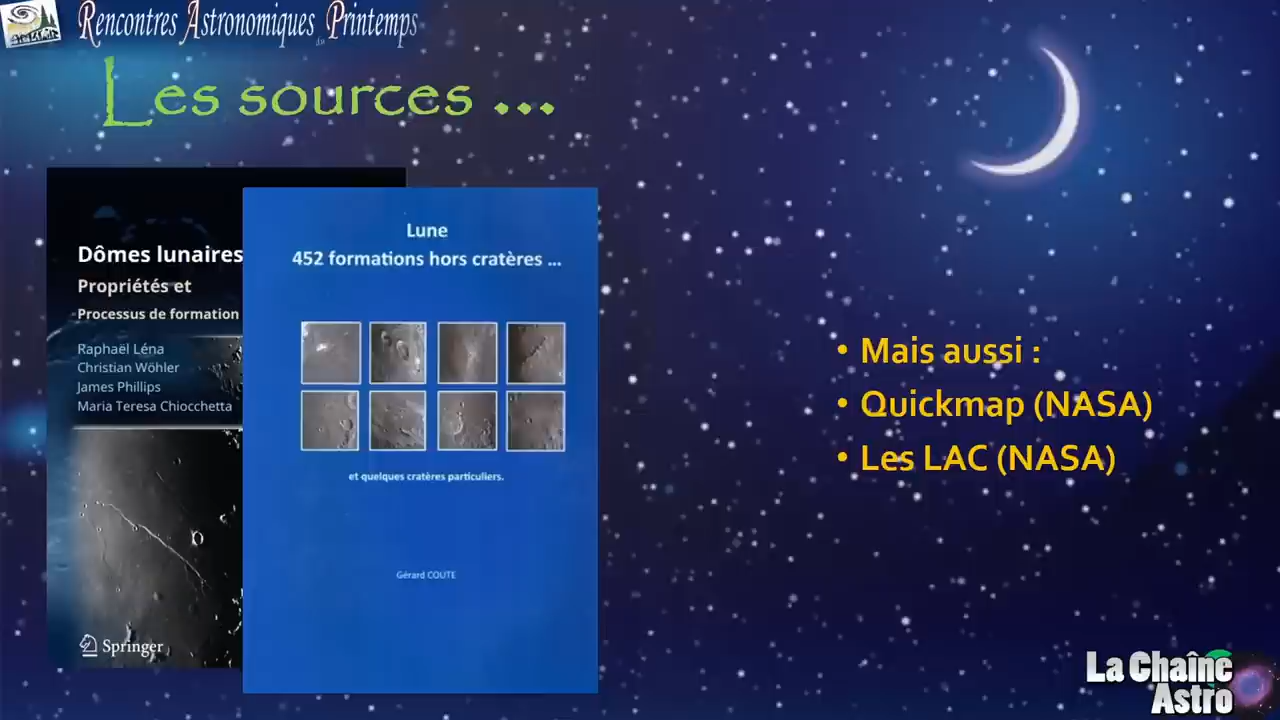 Rencontres Astronomiques du Printemps
Les sources ...
Dômes lunaires
Propriétés et
Processus de formation
Raphaël Léna
Christian Wöhler
James Phillips
Maria Teresa Chiocchetta
Springer
Lune
452 formations hors cratères ...
et quelques cratères particuliers.
Gérard COUTE
• Mais aussi :
• Quickmap (NASA)
• Les LAC (NASA)
La Chaîne
Astro